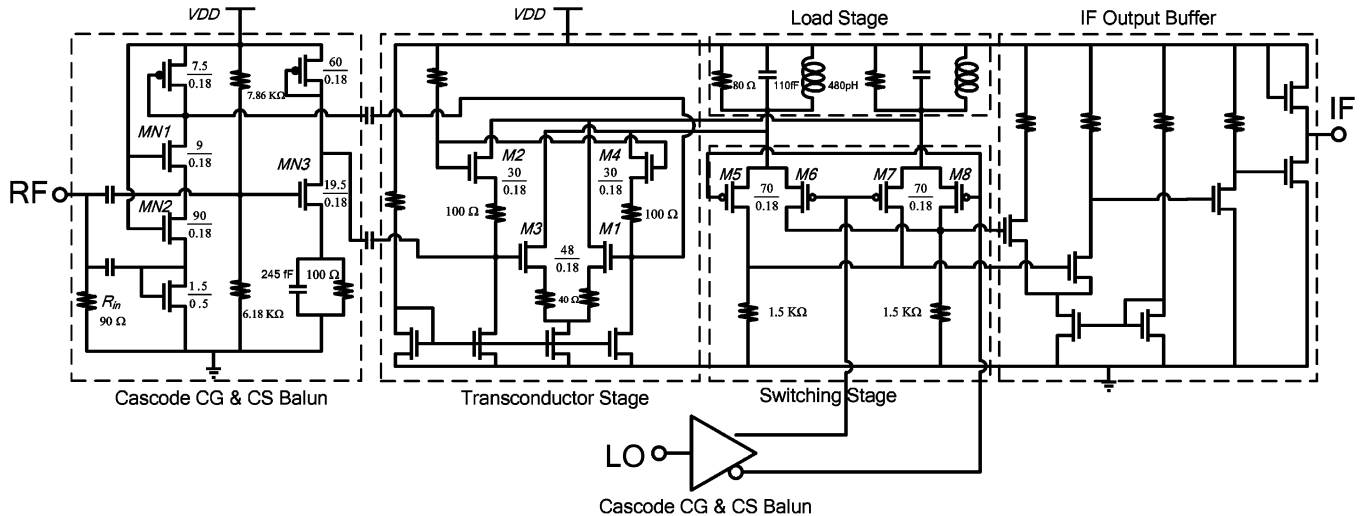 VDD
VDD
Load Stage
IF Output Buffer
7.5
0.18
7.86 KΩ
60
0.18
80 Ω
110fF
480pH
IF
MN1
9
0.18
MN3
19.5
0.18
RF
MN2
90
0.18
M2
30
0.18
M4
30
0.18
100 Ω
100 Ω
M5
70
0.18
M6
M7
70
0.18
M8
M3
48
0.18
M1
245 fF
100 Ω
Rin
90 Ω
1.5
0.5
6.18 KΩ
40 Ω
1.5 KΩ
1.5 KΩ
Cascode CG & CS Balun
Transconductor Stage
Switching Stage
LO
Cascode CG & CS Balun